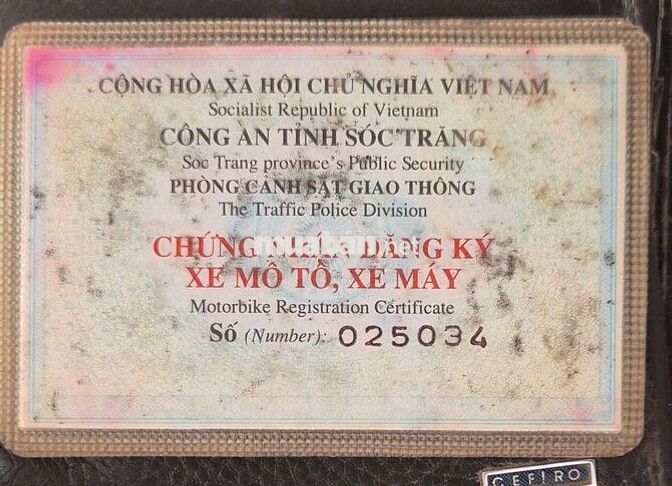 CỘNG HÒA XÃ HỘI CHỦ NGHĨA VIỆT NAM
Socialist Republic of Vietnam
CÔNG AN TỈNH SÓC TRĂNG
Soc Trang province's Public Security
PHÒNG CẢNH SÁT GIAO THÔNG
The Traffic Police Division
CHỨNG NHẬN ĐĂNG KÝ
muaban.net
XE MÔ TÔ, XE MÁY
Motorbike Registration Certificate
Số (Number): 025034
CEFIRO